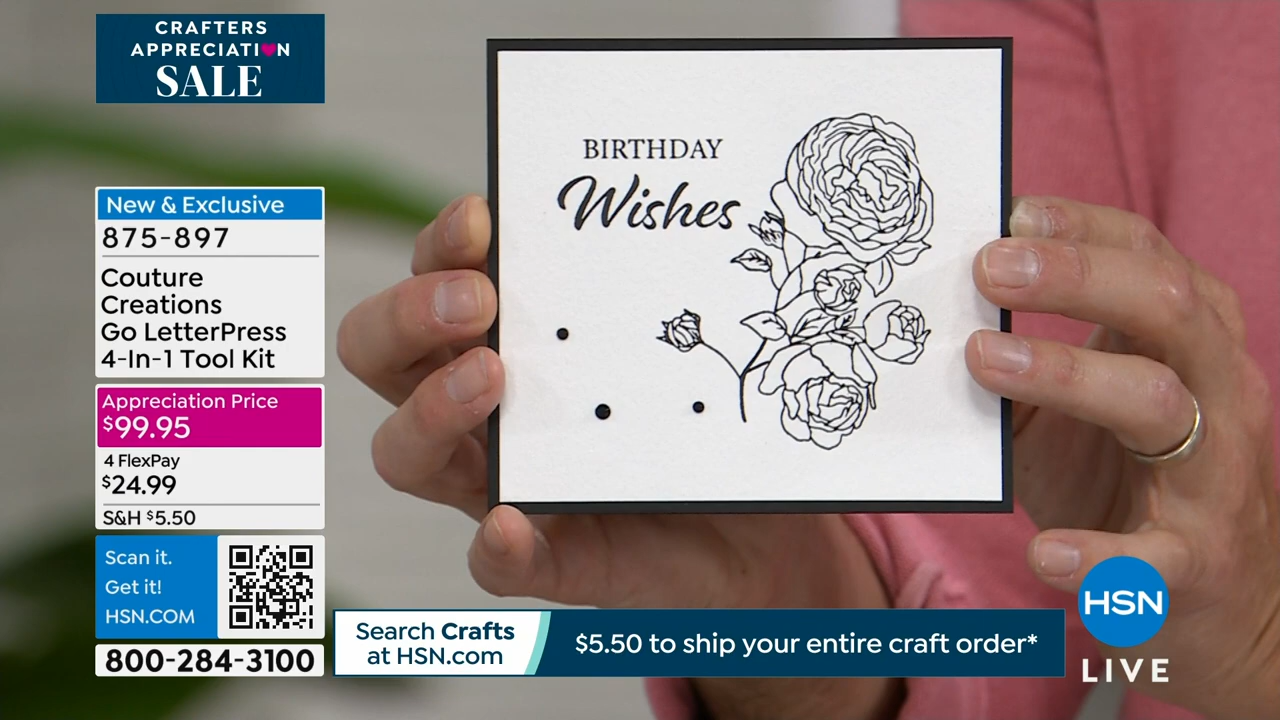 CRAFTERS
APPRECIATION
SALE
New & Exclusive
875-897
Couture
Creations
Go LetterPress
4-In-1 Tool Kit
Appreciation Price
$99.95
4 FlexPay
$24.99
S&H $5.50
Scan it.
Get it!
HSN.COM
800-284-3100
BIRTHDAY
Wishes
Search Crafts
at HSN.com
$5.50 to ship your entire craft order*
HSN
LIVE